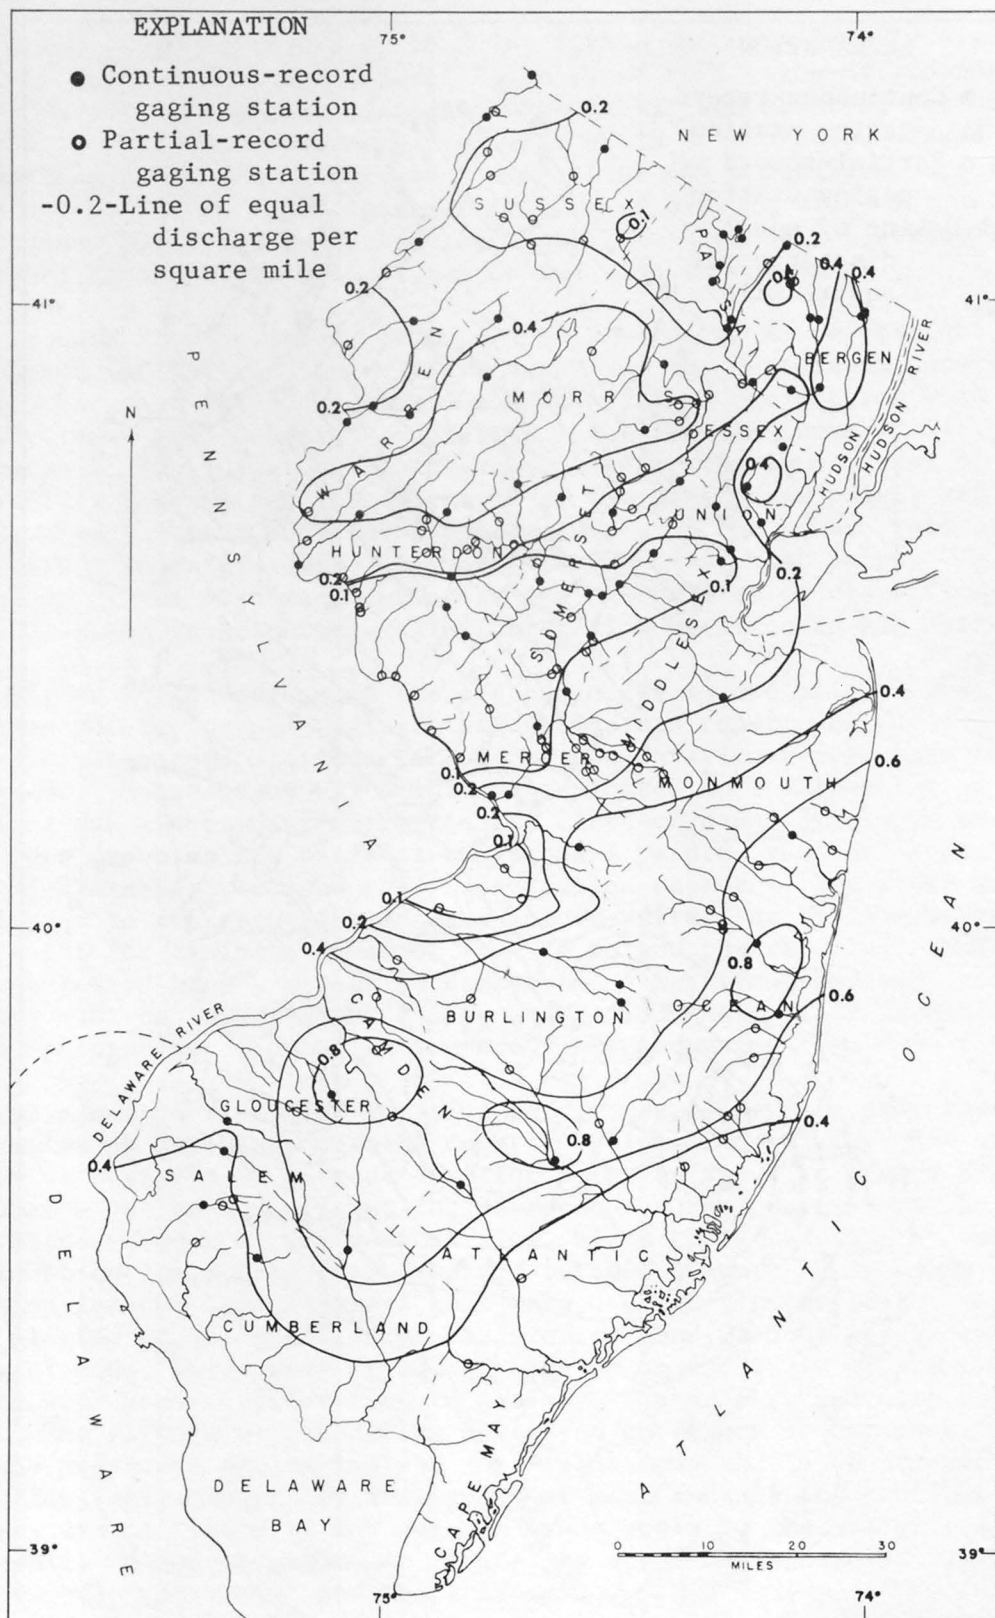 EXPLANATION
● Continuous-record
gaging station
o Partial-record
gaging station
-0.2-Line of equal
discharge per
square mile
75°
74°
NEW YORK
0.2
SUSSEX
0.1
PASSA
0.2
0.4
0.4
0.4
41°
41°
0.2
0.4
BERGEN
RIVER
HUDSON
HUDSON
N
PENNSYLVANIA
0.2
WARREN
MORRIS
ESSEX
0.4
UNION
HUNTERDON
SOMERSET
0.2
0.1
0.1
0.2
MIDDLESEX
0.4
MERCER
0.1
0.2
0.6
MONMOUTH
0.2
0.1
0.1
0.2
0.4
40°
40°
0.8
0.6
OCEAN
BURLINGTON
CAMDEN
DELAWARE RIVER
0.8
GLOUCESTER
0.8
0.4
0.4
SALEM
ATLANTIC
CUMBERLAND
ATLANTIC OCEAN
DELAWARE
DELAWARE
BAY
CAPE MAY
39°
39°
0 10 20 30
MILES
75°
74°